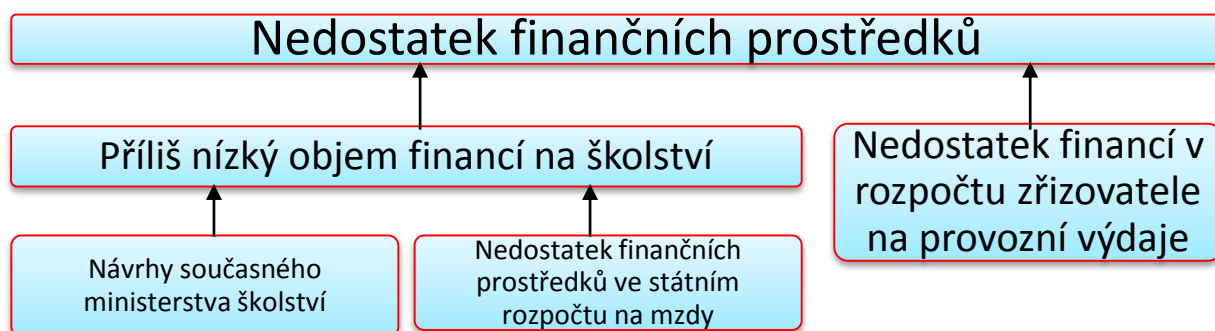 Nedostatek finančních prostředků
Příliš nízký objem financí na školství
Nedostatek financí v
rozpočtu zřizovatele
na provozní výdaje
Návrhy současného
ministerstva školství
Nedostatek finančních
prostředků ve státním
rozpočtu na mzdy